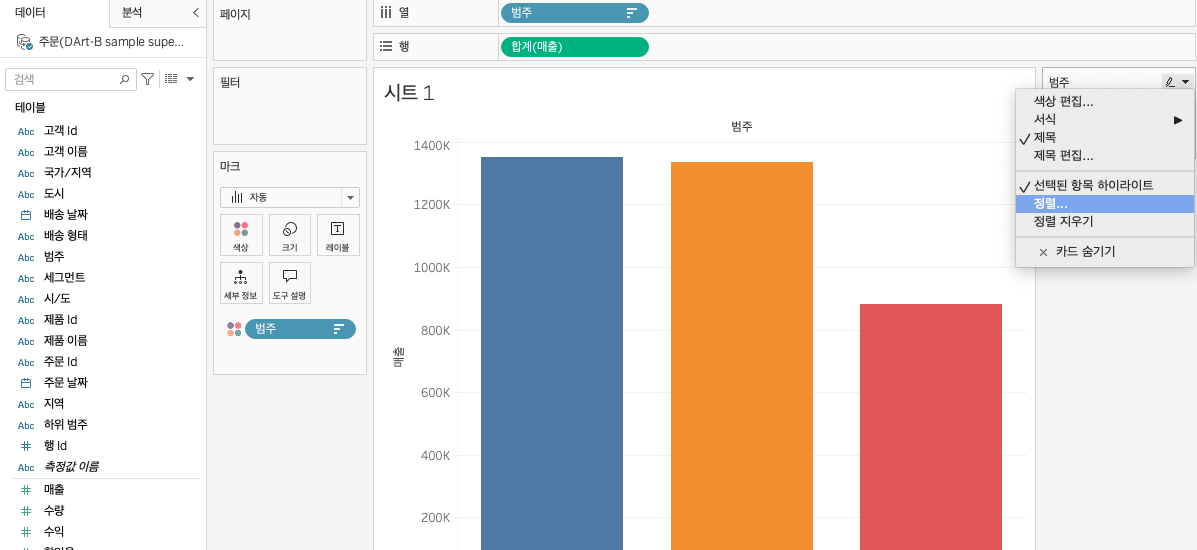 데이터
분석
주문(DArt-B sample supe...
검색
테이블
Abc 고객 Id
Abc 고객 이름
Abc 국가/지역
Abc 도시
배송 날짜
Abc 배송 형태
Abc 범주
Abc 세그먼트
Abc 시/도
Abc 제품 Id
Abc 제품 이름
Abc 주문 Id
주문 날짜
Abc 지역
Abc 하위 범주
행 Id
Abc 측정값 이름
매출
수량
수익
페이지
필터
마크
자동
색상
크기
레이블
세부 정보
도구 설명
범주
열
범주
행
합계(매출)
시트 1
범주
매출
1400K
1200K
1000K
800K
600K
400K
200K
범주
색상 편집...
서식
제목
제목 편집...
선택된 항목 하이라이트
정렬...
정렬 지우기
카드 숨기기